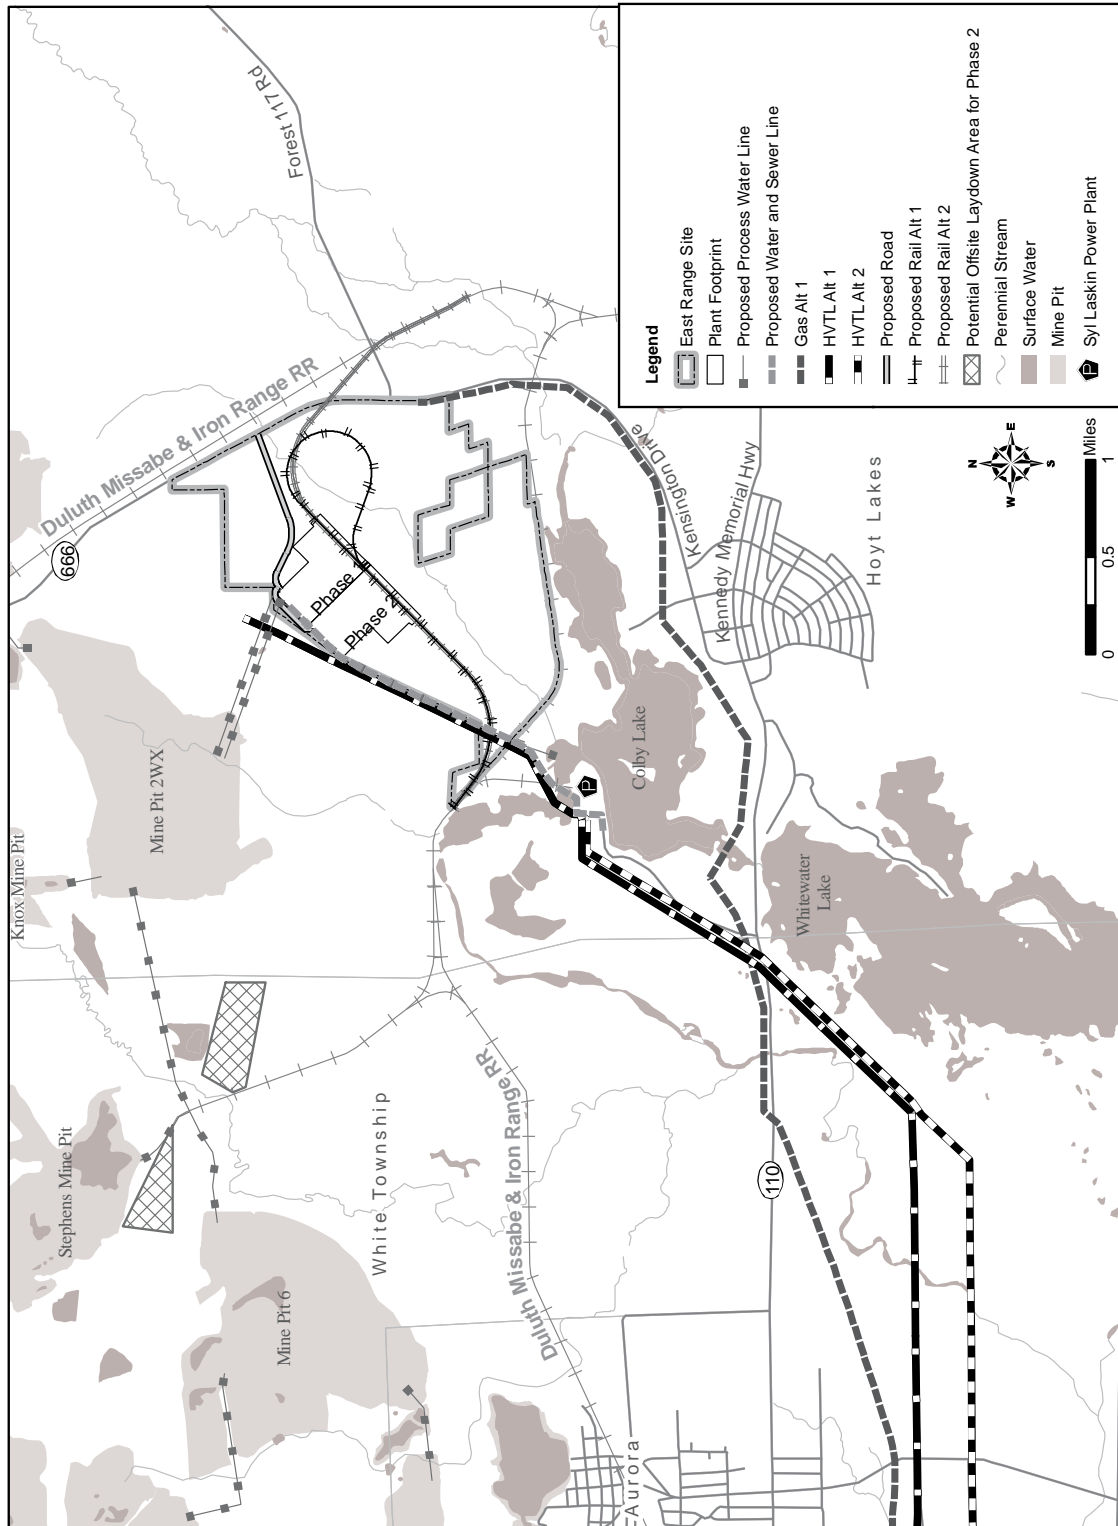 Forest 117 Rd
Duluth Missabe & Iron Range RR
666
Phase 1
Phase 2
Mine Pit 2WX
Knox Mine Pit
Stephens Mine Pit
Mine Pit 6
White Township
Duluth Missabe & Iron Range RR
Aurora
110
Colby Lake
P
Whitewater
Lake
Kensington Drive
Kennedy Memorial Hwy
Hoyt Lakes
Legend
East Range Site
Plant Footprint
Proposed Process Water Line
Proposed Water and Sewer Line
Gas Alt 1
HVTL Alt 1
HVTL Alt 2
Proposed Road
Proposed Rail Alt 1
Proposed Rail Alt 2
Potential Offsite Laydown Area for Phase 2
Perennial Stream
Surface Water
Mine Pit
P Syl Laskin Power Plant
N
W E
S
0 0.5 1
Miles